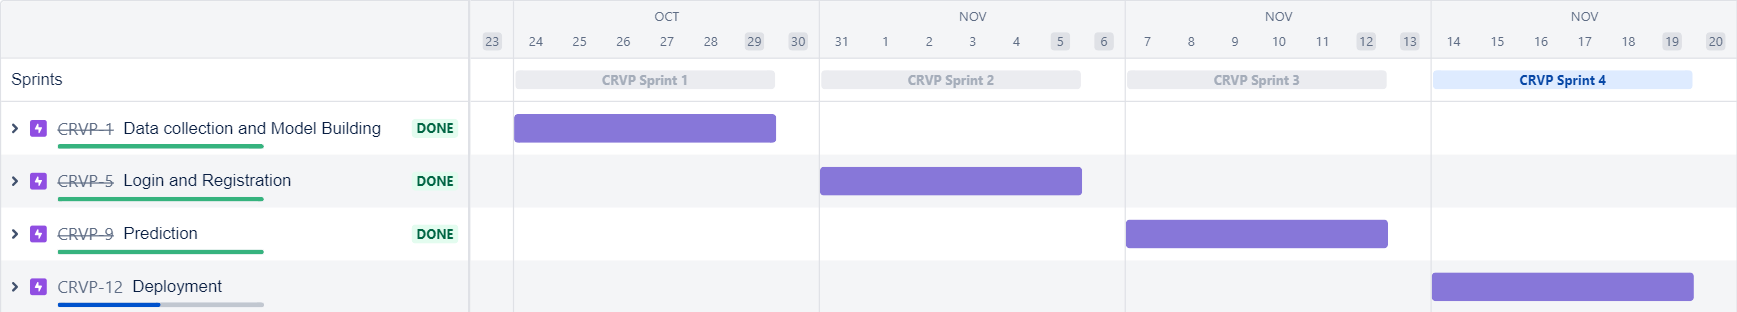 OCT NOV NOV NOV
23 24 25 26 27 28 29 30 31 1 2 3 4 5 6 7 8 9 10 11 12 13 14 15 16 17 18 19 20
Sprints CRVP Sprint 1 CRVP Sprint 2 CRVP Sprint 3 CRVP Sprint 4
CRVP-1 Data collection and Model Building DONE
CRVP-5 Login and Registration DONE
CRVP-9 Prediction DONE
CRVP-12 Deployment